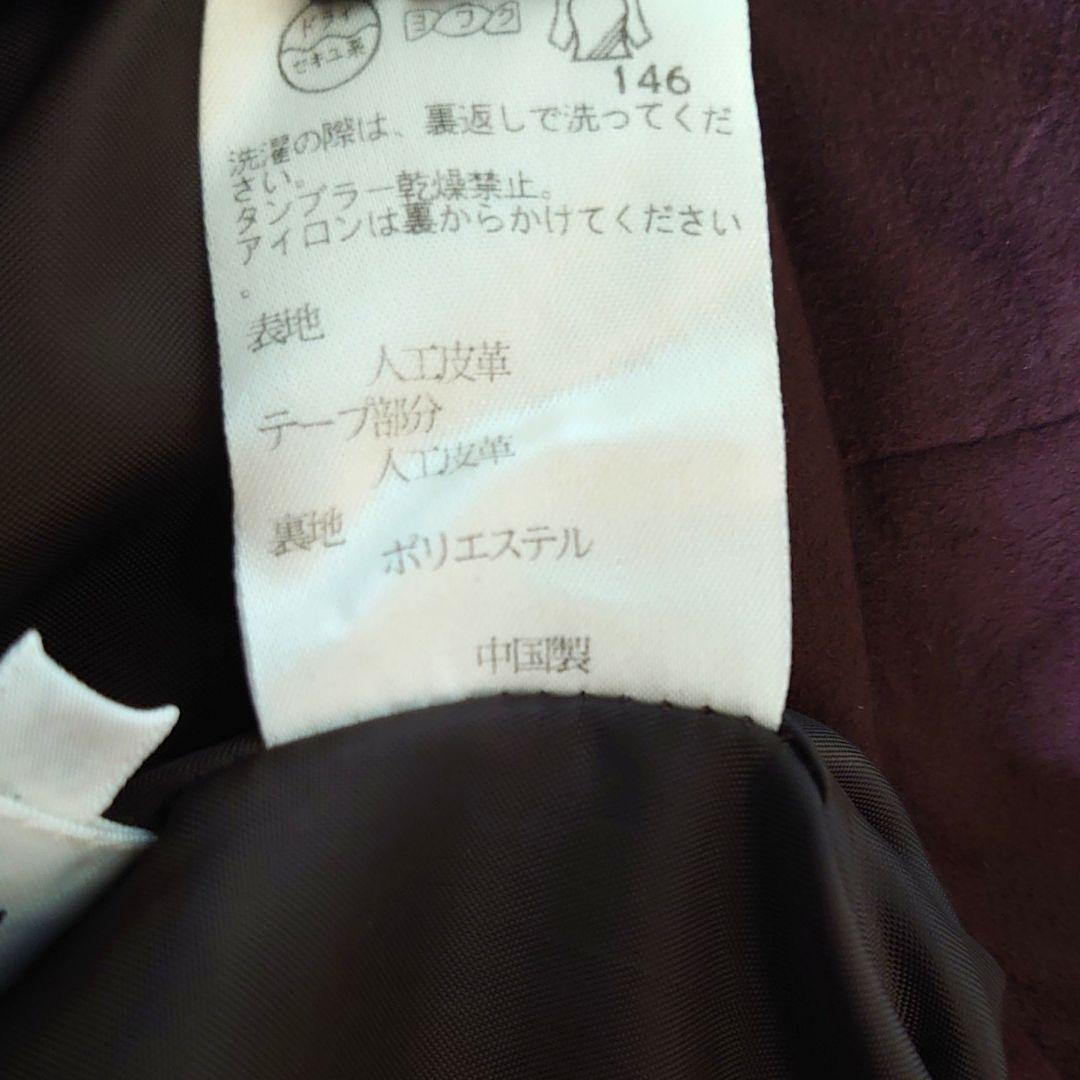 ドライ
セキユ系
ヨワク
146
洗濯の際は、裏返しで洗ってくだ
さい。
タンブラー乾燥禁止。
アイロンは裏からかけてください
。
表地
人工皮革
テープ部分
人工皮革
裏地
ポリエステル
中国製